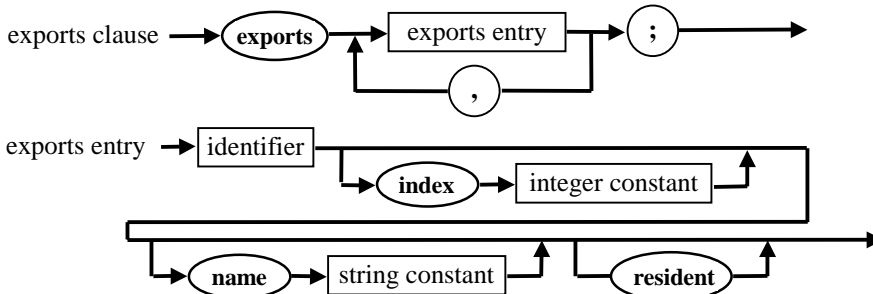 exports clause exports exports entry ;
,
exports entry identifier
index integer constant
name string constant resident